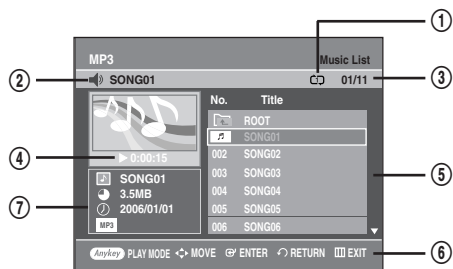 ①
MP3 Music List
② SONG01 01/11 ③
No. Title
ROOT
SONG01
④ 0:00:15
002 SONG02
003 SONG03
SONG01
004 SONG04 ⑤
3.5MB
⑦ 2006/01/01 005 SONG05
MP3 006 SONG06
Anykey PLAY MODE MOVE ENTER RETURN EXIT ⑥